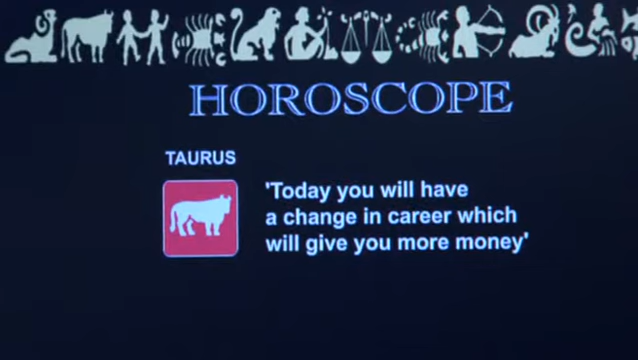 HOROSCOPE
TAURUS
'Today you will have
a change in career which
will give you more money'